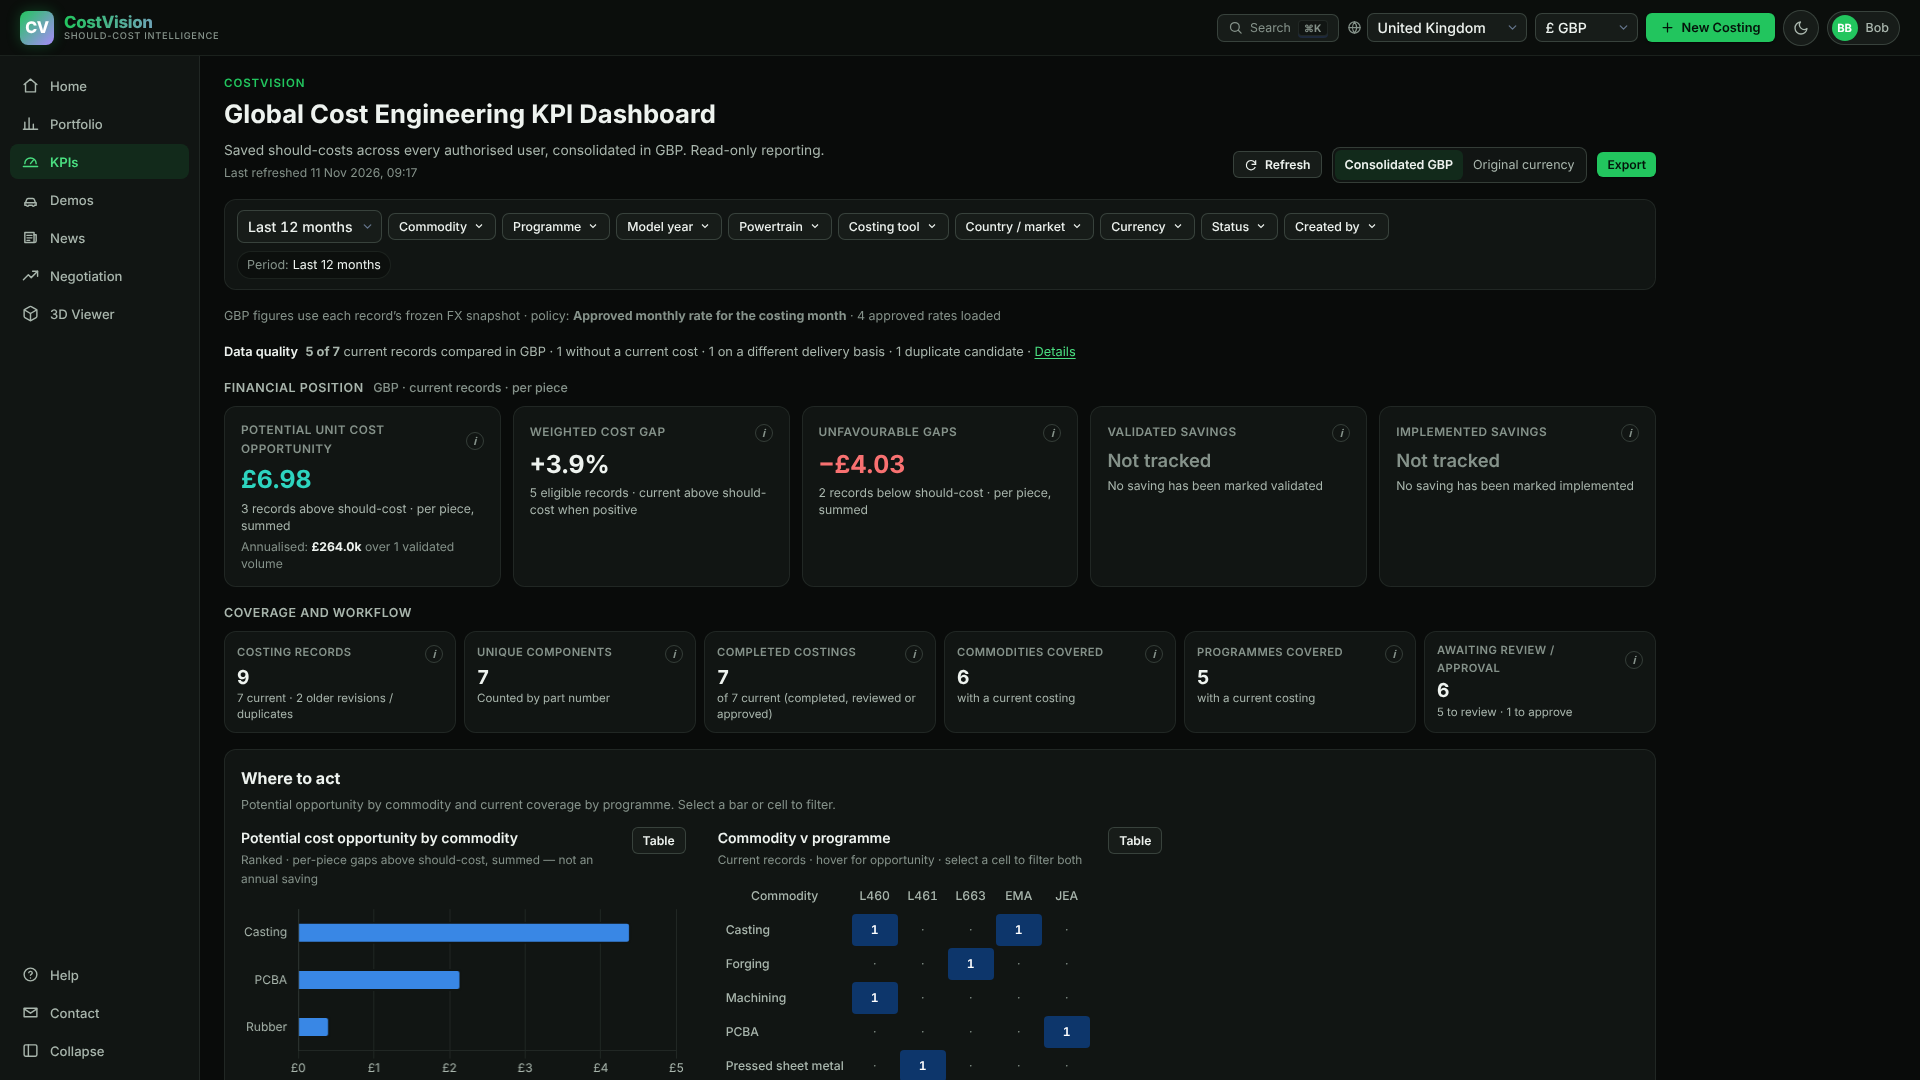 CV
CostVision
SHOULD-COST INTELLIGENCE
Search ⌘K
United Kingdom
£ GBP
+ New Costing
BB Bob
Home
Portfolio
KPIs
Demos
News
Negotiation
3D Viewer
Help
Contact
Collapse
COSTVISION
Global Cost Engineering KPI Dashboard
Saved should-costs across every authorised user, consolidated in GBP. Read-only reporting.
Last refreshed 11 Nov 2026, 09:17
Refresh
Consolidated GBP
Original currency
Export
Last 12 months
Commodity
Programme
Model year
Powertrain
Costing tool
Country / market
Currency
Status
Created by
Period: Last 12 months
GBP figures use each record’s frozen FX snapshot · policy: Approved monthly rate for the costing month · 4 approved rates loaded
Data quality 5 of 7 current records compared in GBP · 1 without a current cost · 1 on a different delivery basis · 1 duplicate candidate · Details
FINANCIAL POSITION GBP · current records · per piece
POTENTIAL UNIT COST
OPPORTUNITY
i
£6.98
3 records above should-cost · per piece,
summed
Annualised: £264.0k over 1 validated
volume
WEIGHTED COST GAP
i
+3.9%
5 eligible records · current above should-
cost when positive
UNFAVOURABLE GAPS
i
−£4.03
2 records below should-cost · per piece,
summed
VALIDATED SAVINGS
i
Not tracked
No saving has been marked validated
IMPLEMENTED SAVINGS
i
Not tracked
No saving has been marked implemented
COVERAGE AND WORKFLOW
COSTING RECORDS
i
9
7 current · 2 older revisions /
duplicates
UNIQUE COMPONENTS
i
7
Counted by part number
COMPLETED COSTINGS
i
7
of 7 current (completed, reviewed or
approved)
COMMODITIES COVERED
i
6
with a current costing
PROGRAMMES COVERED
i
5
with a current costing
AWAITING REVIEW /
APPROVAL
i
6
5 to review · 1 to approve
Where to act
Potential opportunity by commodity and current coverage by programme. Select a bar or cell to filter.
Potential cost opportunity by commodity
Table
Ranked · per-piece gaps above should-cost, summed — not an
annual saving
Casting
PCBA
Rubber
£0 £1 £2 £3 £4 £5
Commodity v programme
Table
Current records · hover for opportunity · select a cell to filter both
Commodity L460 L461 L663 EMA JEA
Casting 1 · · 1 ·
Forging · · 1 · ·
Machining 1 · · · ·
PCBA · · · · 1
Pressed sheet metal · 1 · · ·